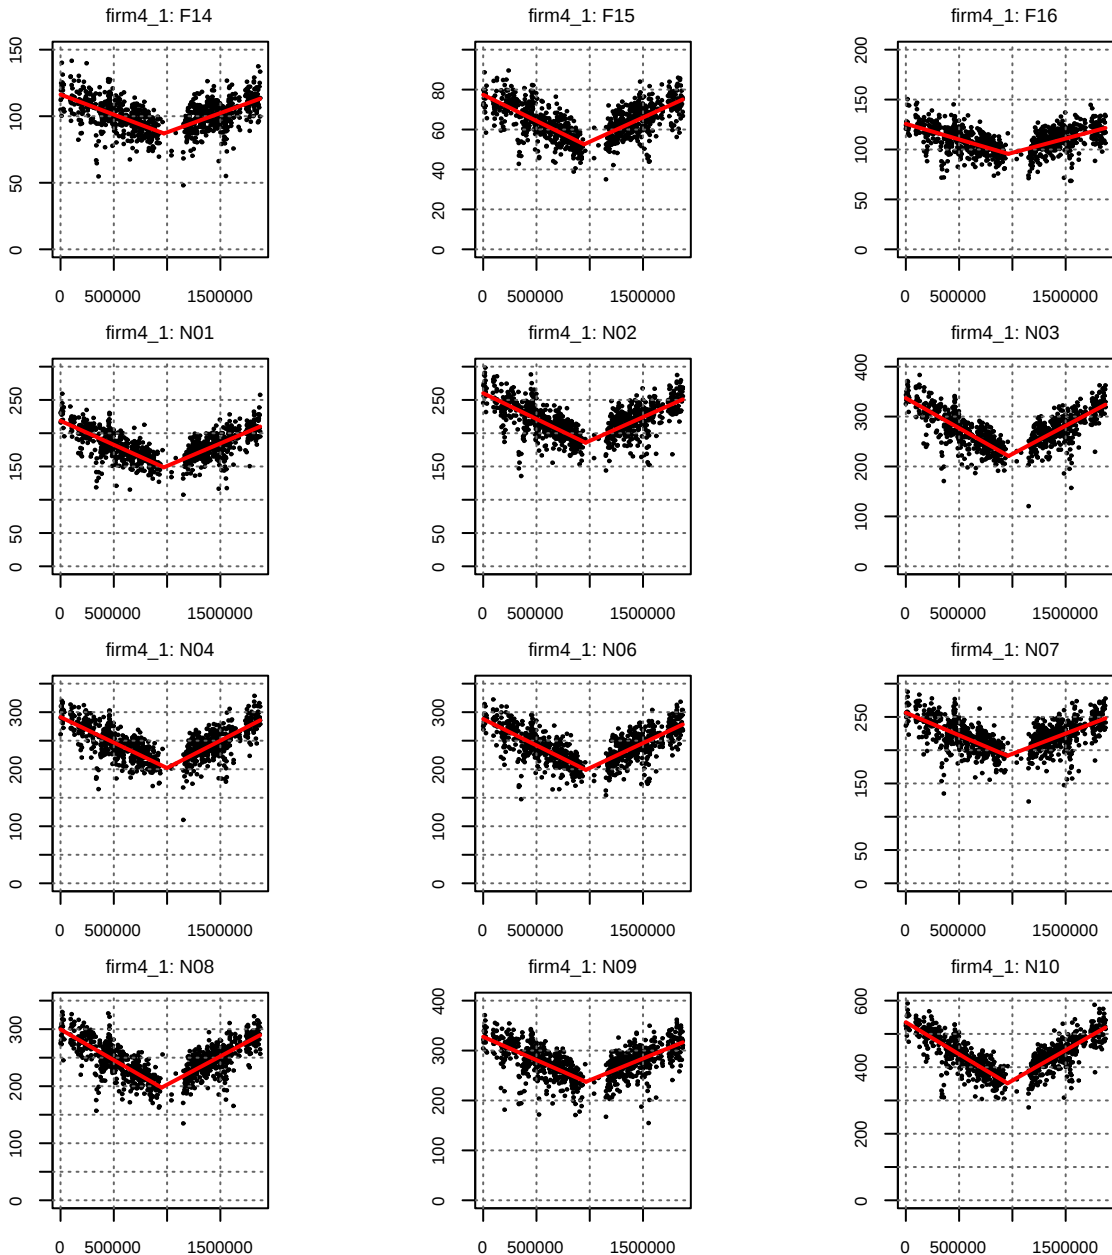 firm4_1: F14
0 50 100 150
0 500000 1500000
firm4_1: F15
0 20 40 60 80
0 500000 1500000
firm4_1: F16
0 50 100 150 200
0 500000 1500000
firm4_1: N01
0 50 150 250
0 500000 1500000
firm4_1: N02
0 50 150 250
0 500000 1500000
firm4_1: N03
0 100 200 300 400
0 500000 1500000
firm4_1: N04
0 100 200 300
0 500000 1500000
firm4_1: N06
0 100 200 300
0 500000 1500000
firm4_1: N07
0 50 150 250
0 500000 1500000
firm4_1: N08
0 100 200 300
0 500000 1500000
firm4_1: N09
0 100 200 300 400
0 500000 1500000
firm4_1: N10
0 200 400 600
0 500000 1500000